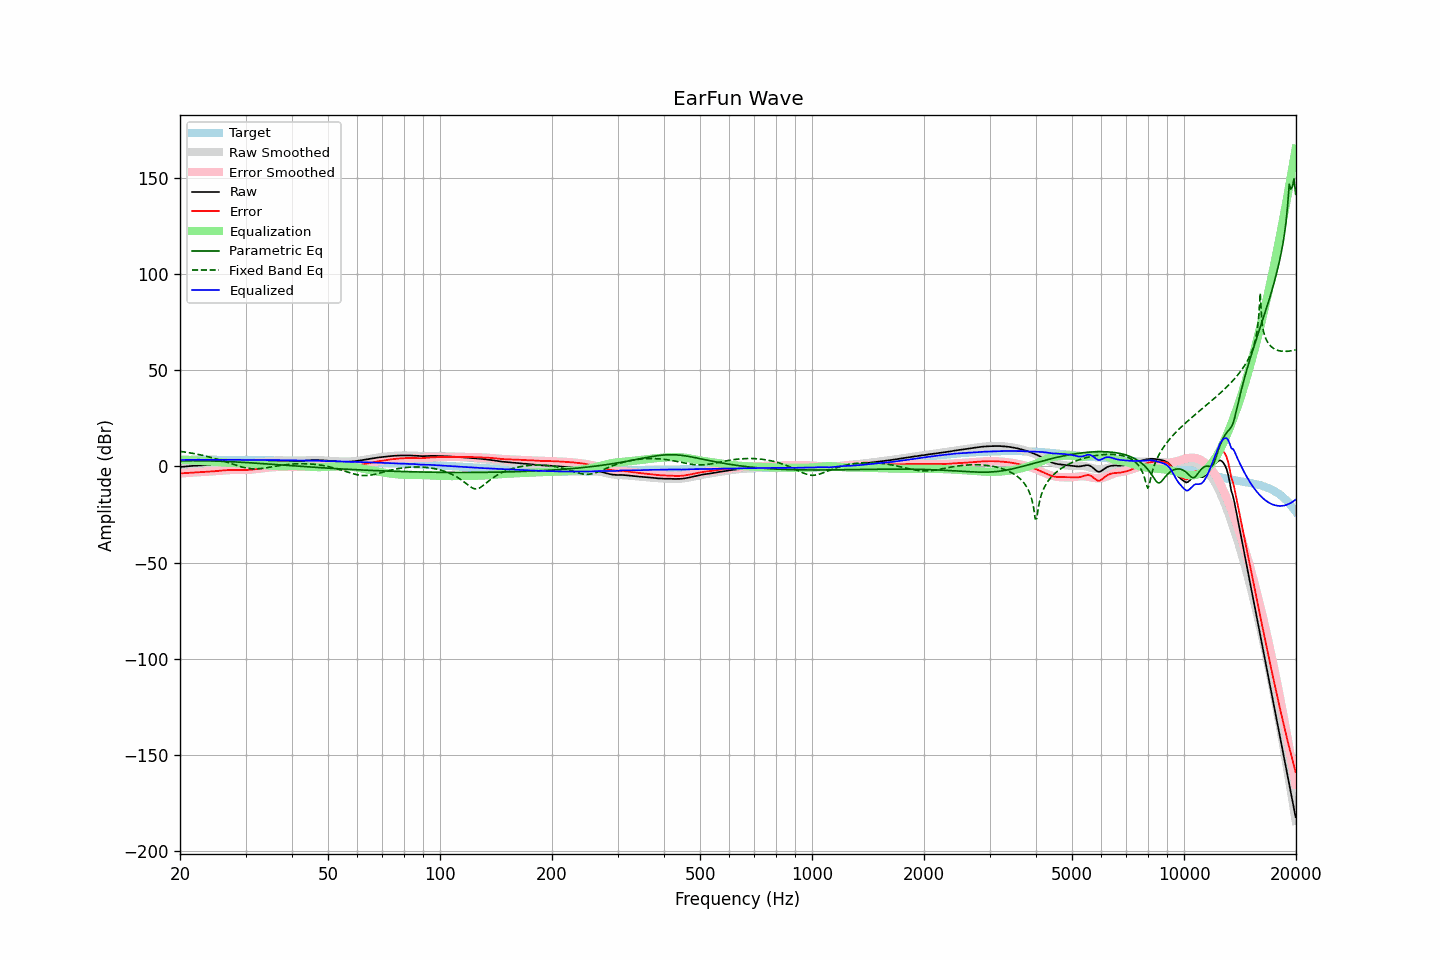 EarFun Wave
Target
Raw Smoothed
Error Smoothed
Raw
Error
Equalization
Parametric Eq
Fixed Band Eq
Equalized
150
100
50
0
−50
−100
−150
−200
Amplitude (dBr)
20 50 100 200 500 1000 2000 5000 10000 20000
Frequency (Hz)